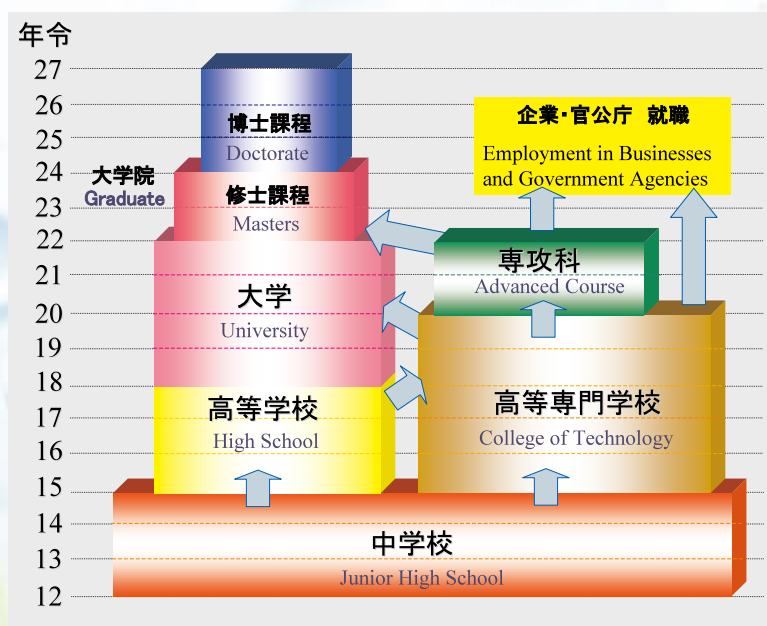 年令
27
26
25
24
23
22
21
20
19
18
17
16
15
14
13
12
博士課程
Doctorate
大学院
Graduate
修士課程
Masters
大学
University
高等学校
High School
企業・官公庁 就職
Employment in Businesses
and Government Agencies
専攻科
Advanced Course
高等専門学校
College of Technology
中学校
Junior High School